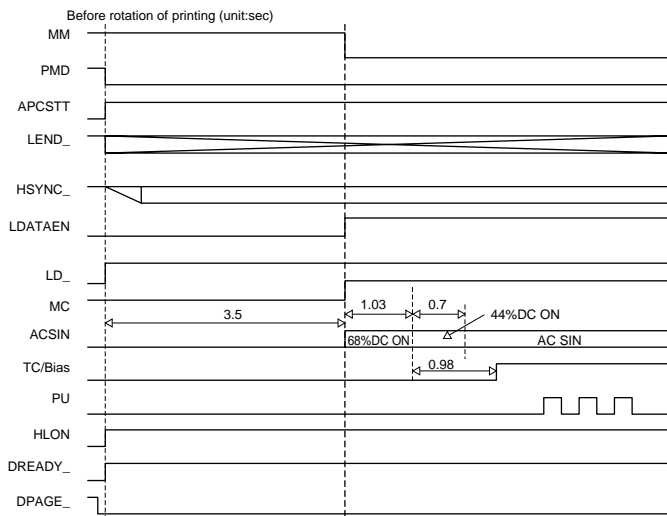 Before rotation of printing (unit:sec)
MM
PMD
APCSTT
LEND_
HSYNC_
LDATAEN
LD_
MC
1.03
0.7
44%DC ON
3.5
ACSIN
68%DC ON
AC SIN
TC/Bias
0.98
PU
HLON
DREADY_
DPAGE_